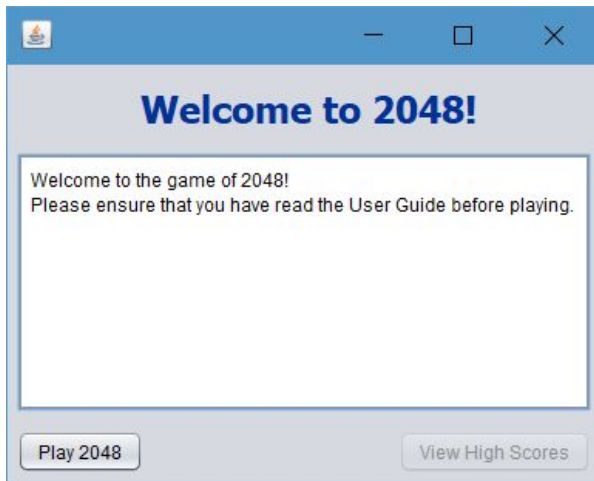 Welcome to 2048!
Welcome to the game of 2048!
Please ensure that you have read the User Guide before playing.
Play 2048
View High Scores